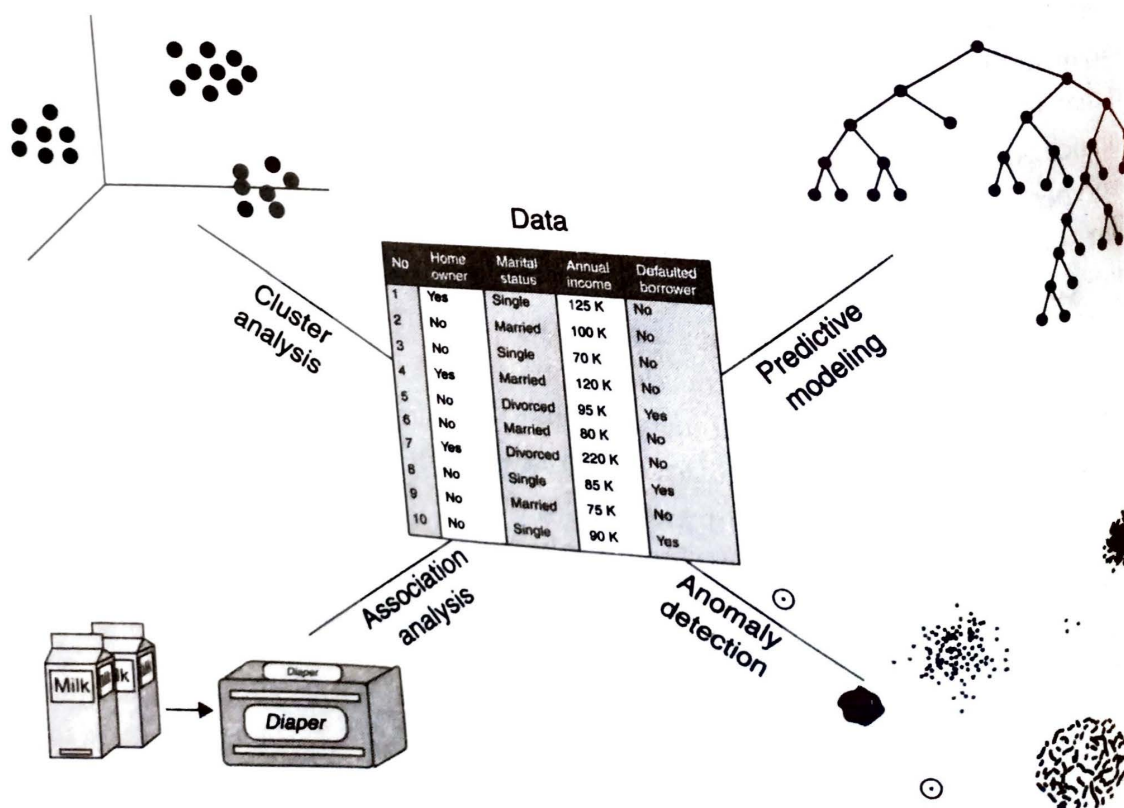 Data
No Home owner Marital status Annual income Defaulted borrower
1 Yes Single 125 K No
2 No Married 100 K No
3 No Single 70 K No
4 Yes Married 120 K No
5 No Divorced 95 K Yes
6 No Married 80 K No
7 Yes Divorced 220 K No
8 No Single 85 K Yes
9 No Married 75 K No
10 No Single 90 K Yes
Cluster
analysis
Predictive
modeling
Association
analysis
Anomaly
detection
Milk
lk
Diaper
Diaper